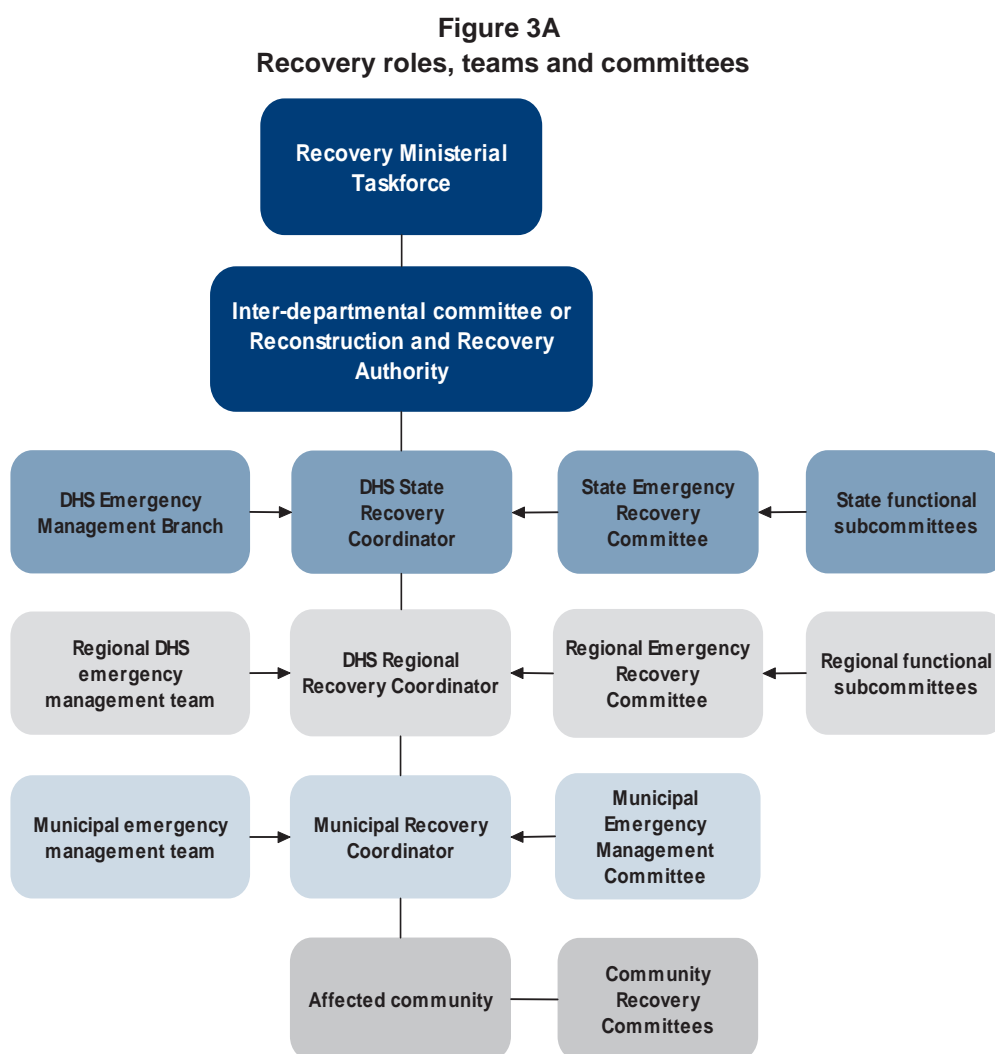 Figure 3A
Recovery roles, teams and committees
Recovery Ministerial
Taskforce
Inter-departmental committee or
Reconstruction and Recovery
Authority
DHS Emergency
Management Branch
DHS State
Recovery
Coordinator
State Emergency
Recovery
Committee
State functional
subcommittees
Regional DHS
emergency
management team
DHS Regional
Recovery Coordinator
Regional Emergency
Recovery
Committee
Regional functional
subcommittees
Municipal emergency
management team
Municipal Recovery
Coordinator
Municipal
Emergency
Management
Committee
Affected community
Community
Recovery
Committees